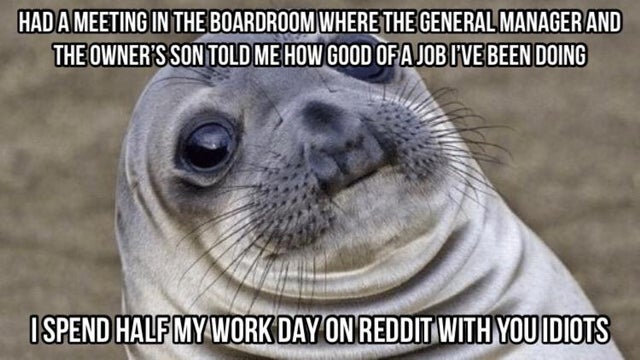 HAD A MEETING IN THE BOARDROOM WHERE THE GENERAL MANAGER AND
THE OWNER'S SON TOLD ME HOW GOOD OF A JOB I'VE BEEN DOING
I SPEND HALF MY WORK DAY ON REDDIT WITH YOU IDIOTS